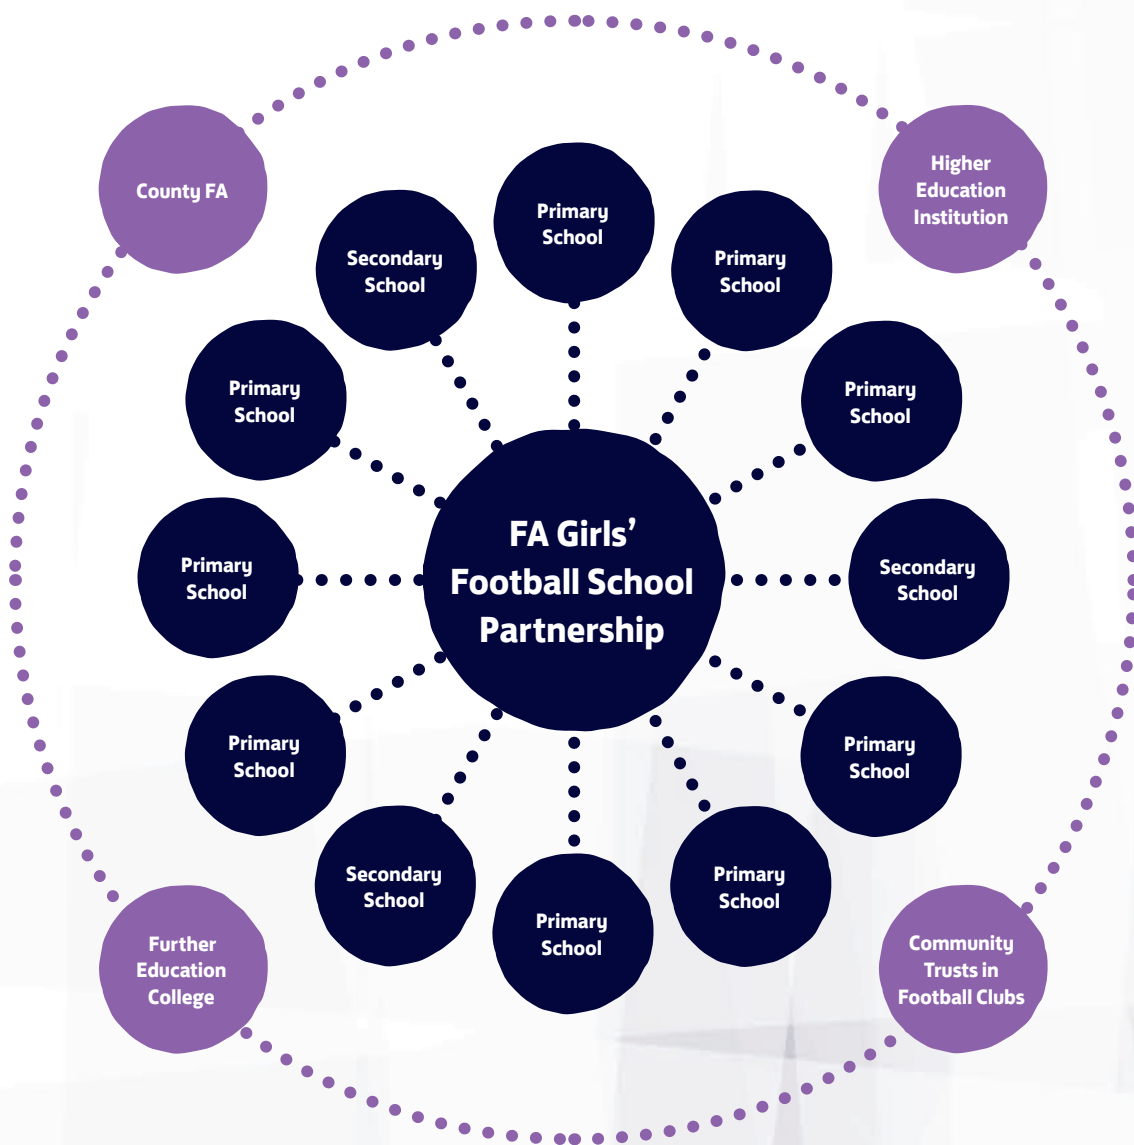 County FA
Higher
Education
Institution
Primary
School
Secondary
School
Primary
School
Primary
School
Primary
School
Primary
School
Secondary
School
FA Girls’
Football School
Partnership
Primary
School
Primary
School
Secondary
School
Primary
School
Primary
School
Further
Education
College
Community
Trusts in
Football Clubs